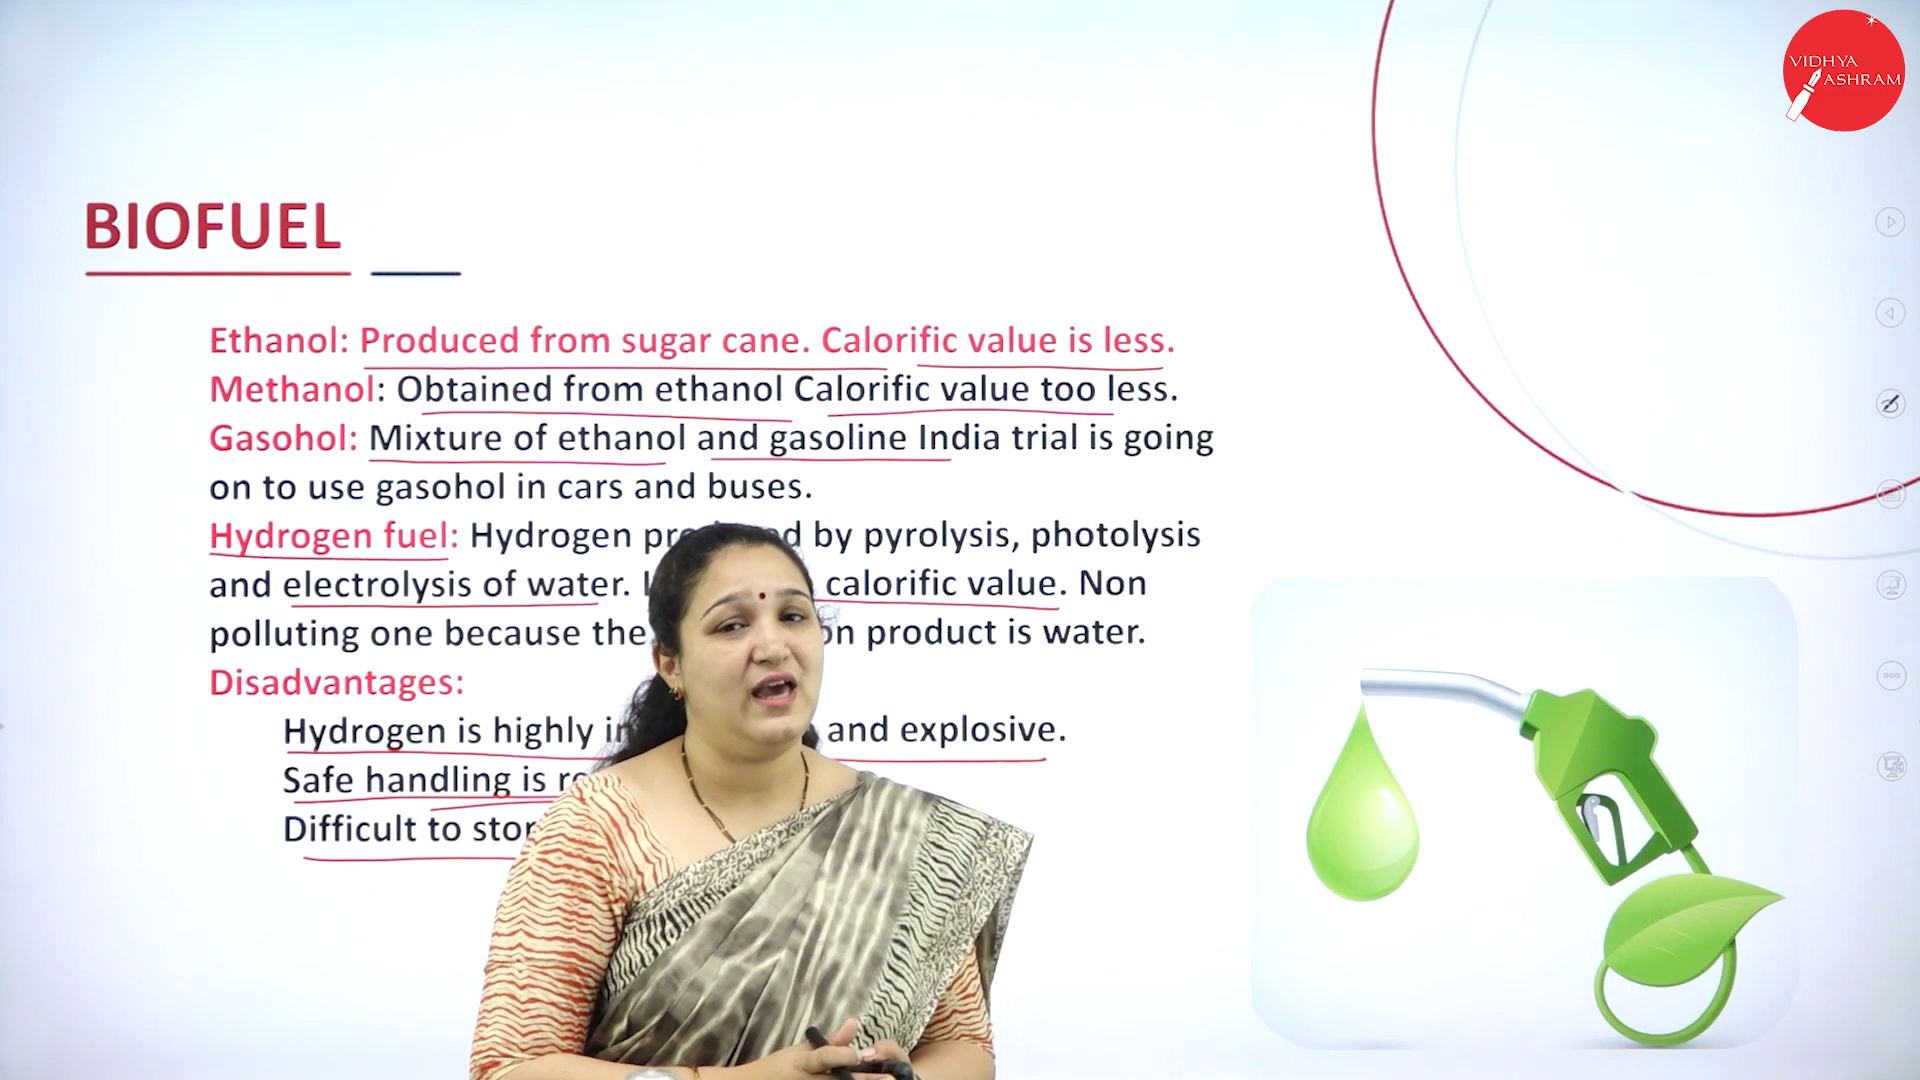 VIDHYA
ASHRAM
BIOFUEL
Ethanol: Produced from sugar cane. Calorific value is less.
Methanol: Obtained from ethanol Calorific value too less.
Gasohol: Mixture of ethanol and gasoline India trial is going
on to use gasohol in cars and buses.
Hydrogen fuel: Hydrogen by pyrolysis, photolysis
and electrolysis of water. calorific value. Non
polluting one because the product is water.
Disadvantages:
Hydrogen is highly and explosive.
Safe handling is
Difficult to